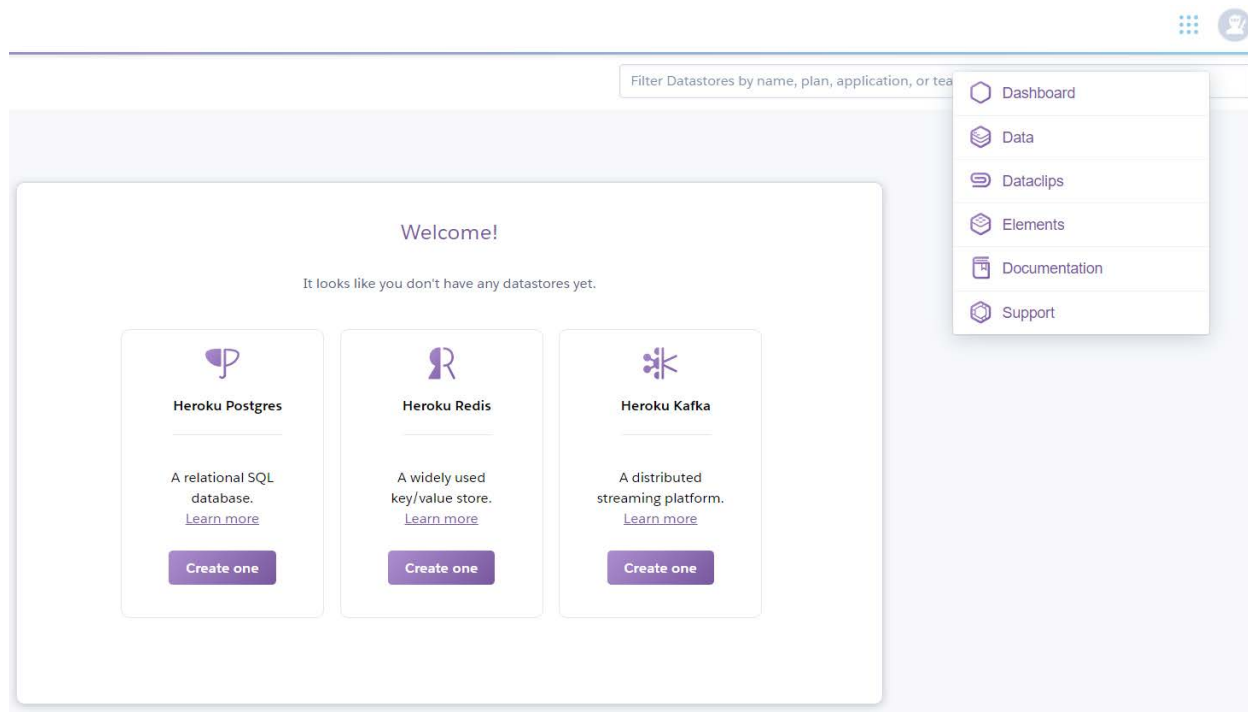 Filter Datastores by name, plan, application, or tea
Dashboard
Data
Dataclips
Elements
Documentation
Support
Welcome!
It looks like you don't have any datastores yet.
Heroku Postgres
A relational SQL
database.
Learn more
Create one
Heroku Redis
A widely used
key/value store.
Learn more
Create one
Heroku Kafka
A distributed
streaming platform.
Learn more
Create one